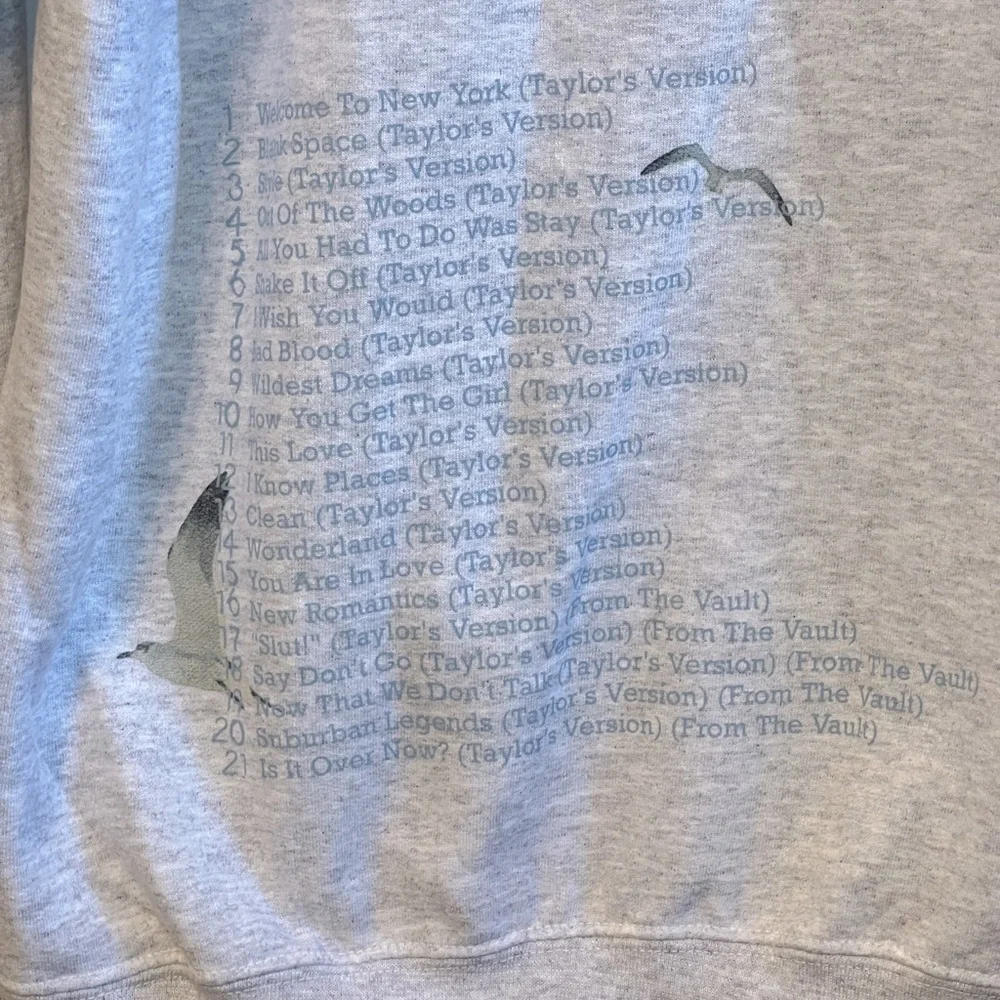 1 Welcome To New York (Taylor's Version)
2 Blank Space (Taylor's Version)
3 Style (Taylor's Version)
4 Out Of The Woods (Taylor's Version)
5 All You Had To Do Was Stay (Taylor's Version)
6 Shake It Off (Taylor's Version)
7 I Wish You Would (Taylor's Version)
8 Bad Blood (Taylor's Version)
9 Wildest Dreams (Taylor's Version)
10 How You Get The Girl (Taylor's Version)
11 This Love (Taylor's Version)
12 I Know Places (Taylor's Version)
13 Clean (Taylor's Version)
14 Wonderland (Taylor's Version)
15 You Are In Love (Taylor's Version)
16 New Romantics (Taylor's Version)
17 "Slut!" (Taylor's Version) (From The Vault)
18 Say Don't Go (Taylor's Version) (From The Vault)
19 Now That We Don't Talk (Taylor's Version) (From The Vault)
20 Suburban Legends (Taylor's Version) (From The Vault)
21 Is It Over Now? (Taylor's Version) (From The Vault)